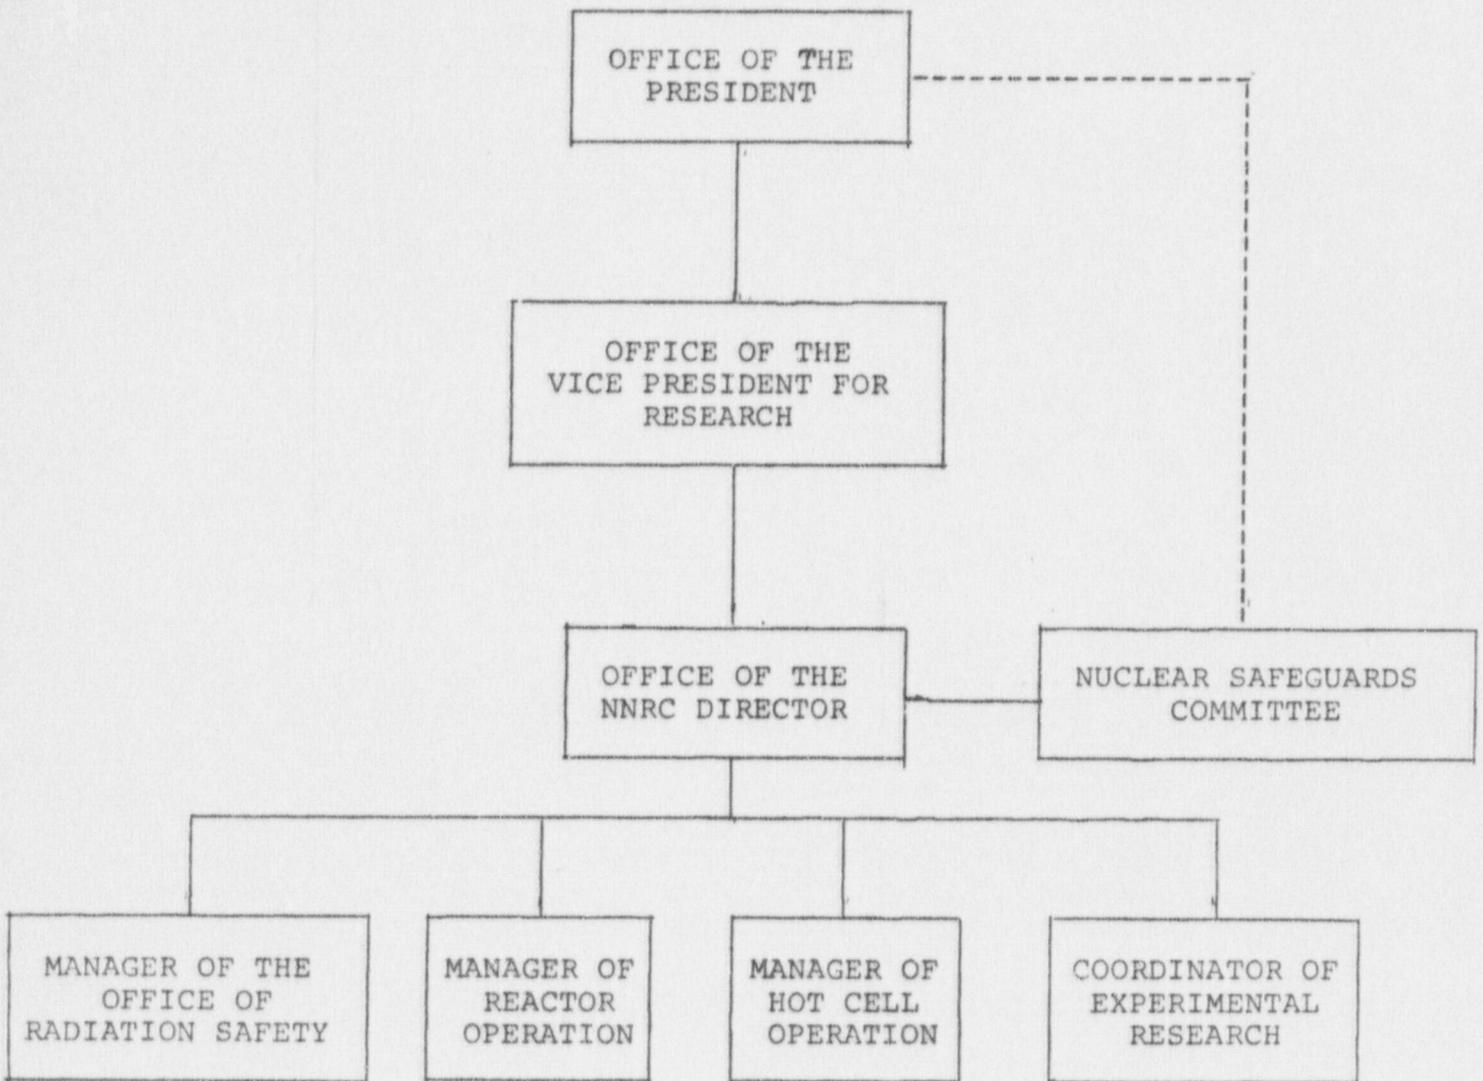 OFFICE OF THE
PRESIDENT
OFFICE OF THE
VICE PRESIDENT FOR
RESEARCH
OFFICE OF THE
NNRC DIRECTOR
NUCLEAR SAFEGUARDS
COMMITTEE
MANAGER OF THE
OFFICE OF
RADIATION SAFETY
MANAGER OF
REACTOR
OPERATION
MANAGER OF
HOT CELL
OPERATION
COORDINATOR OF
EXPERIMENTAL
RESEARCH